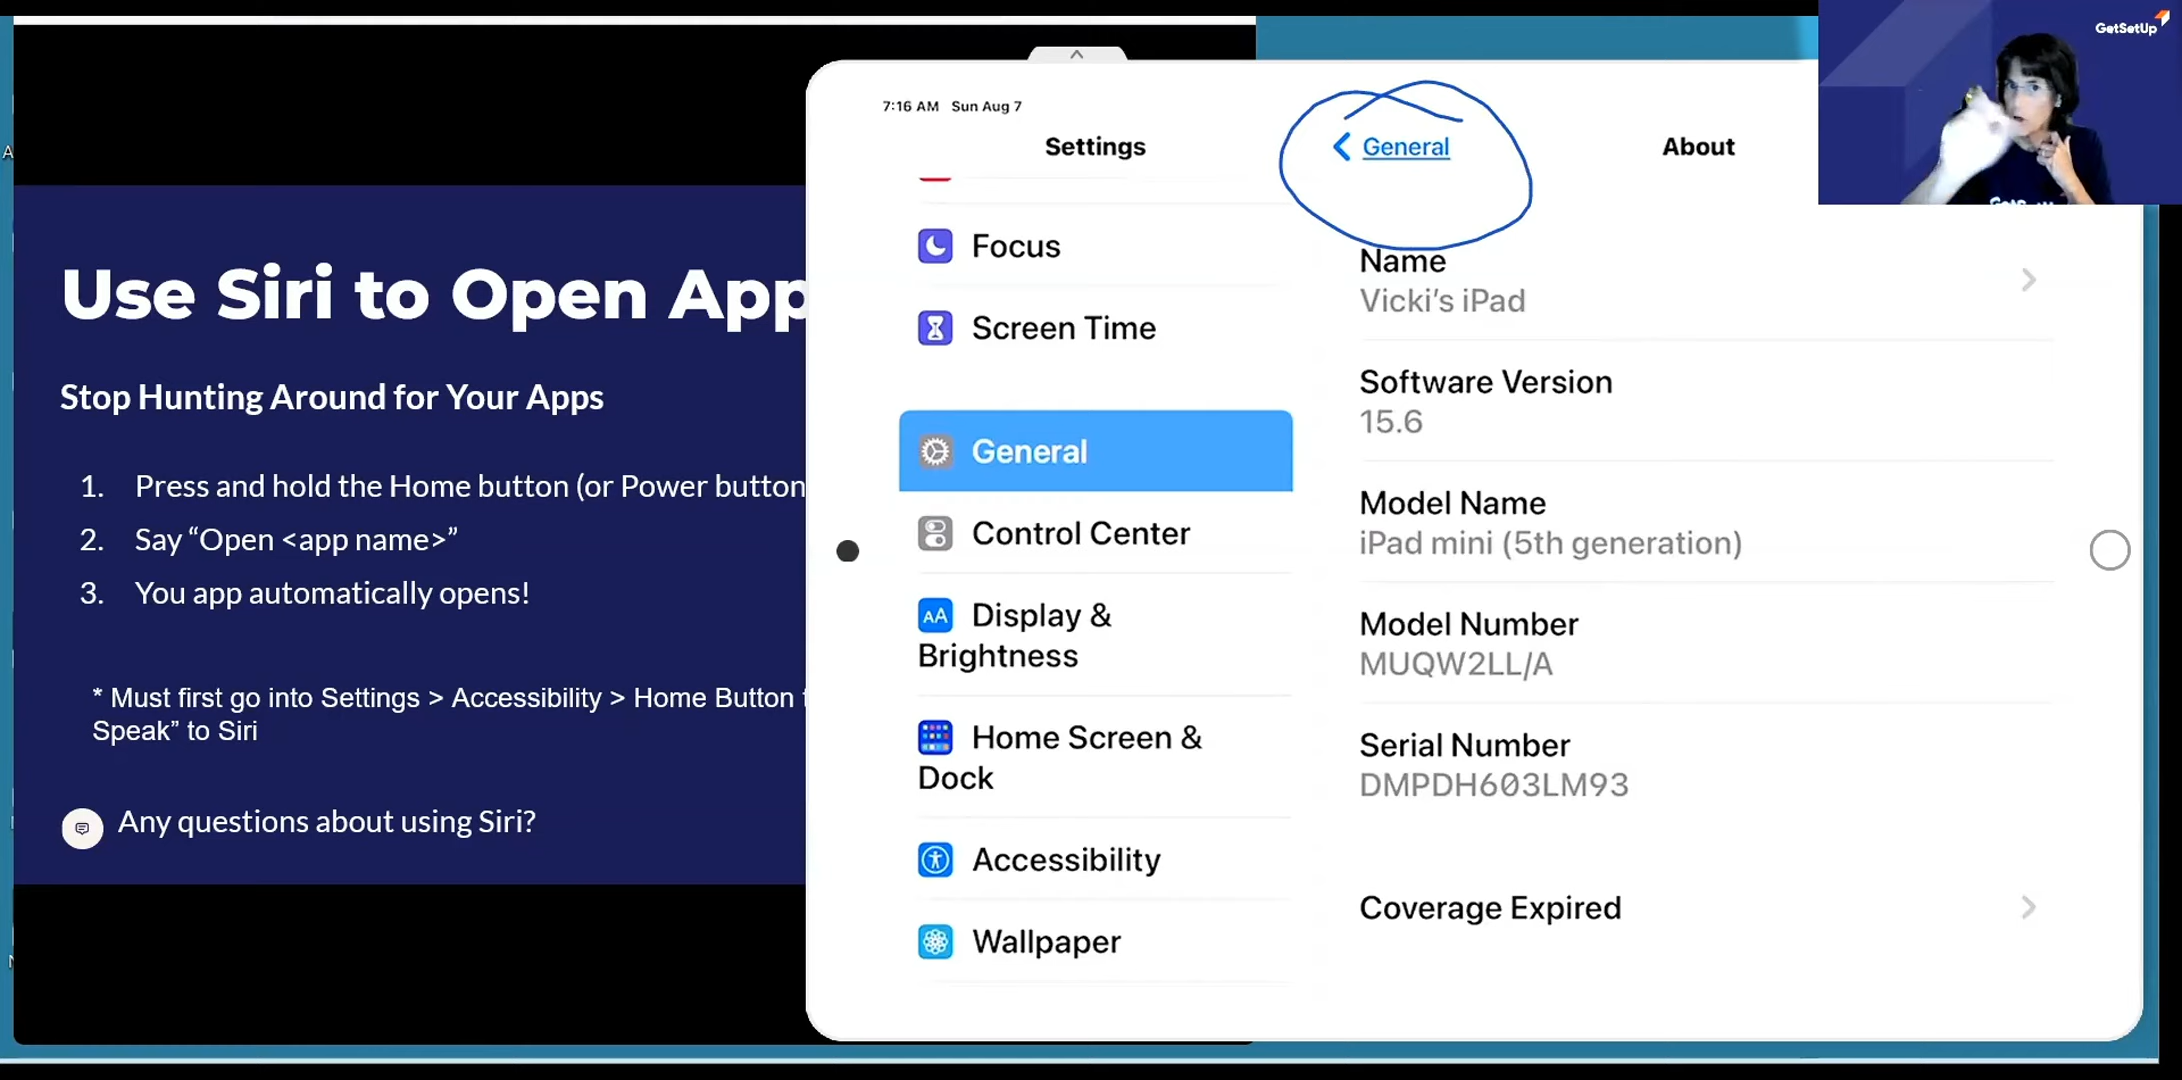 GetSetUp
7:16 AM Sun Aug 7
Settings
General
About
Focus
Screen Time
General
Control Center
AA Display &
Brightness
Home Screen &
Dock
Accessibility
Wallpaper
Name
Vicki's iPad
Software Version
15.6
Model Name
iPad mini (5th generation)
Model Number
MUQW2LL/A
Serial Number
DMPDH603LM93
Coverage Expired
Use Siri to Open App
Stop Hunting Around for Your Apps
1. Press and hold the Home button (or Power button
2. Say “Open <app name>”
3. You app automatically opens!
* Must first go into Settings > Accessibility > Home Button
Speak” to Siri
Any questions about using Siri?